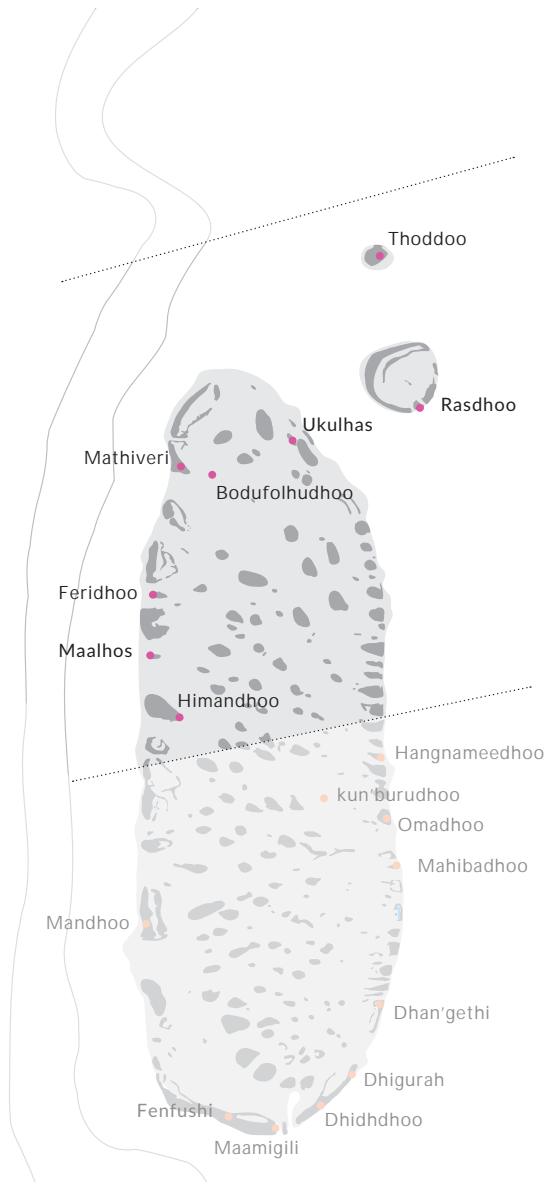 Thoddoo
Rasdhoo
Ukulhas
Mathiveri
Bodufolhudhoo
Feridhoo
Maalhos
Himandhoo
Hangnameedhoo
kun'burudhoo
Omadhoo
Mahibadhoo
Mandhoo
Dhan'gethi
Dhigurah
Fenfushi
Dhidhdhoo
Maamigili